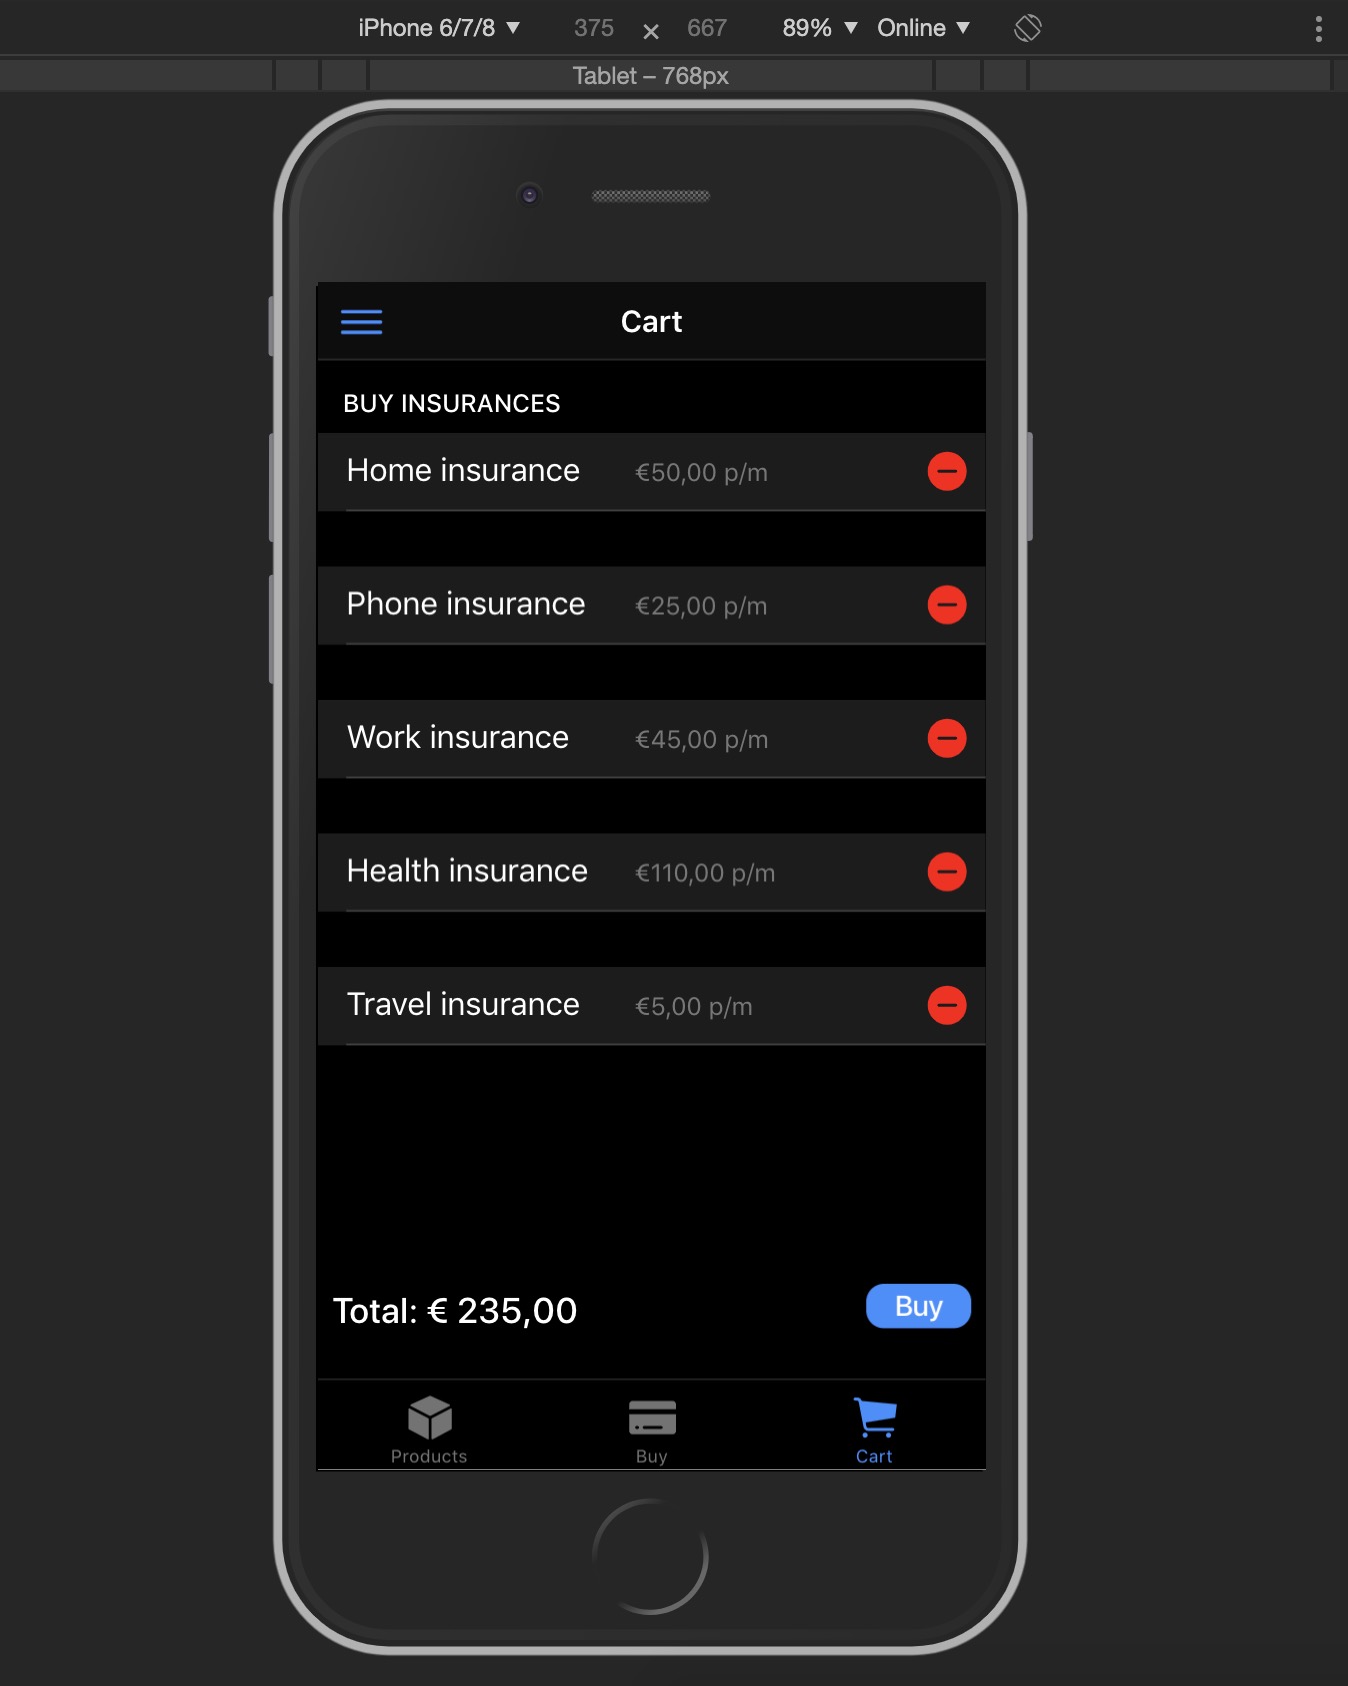 iPhone 6/7/8 ▼ 375 × 667 89% ▼ Online ▼
Tablet – 768px
Cart
BUY INSURANCES
Home insurance €50,00 p/m
Phone insurance €25,00 p/m
Work insurance €45,00 p/m
Health insurance €110,00 p/m
Travel insurance €5,00 p/m
Total: € 235,00 Buy
Products Buy Cart